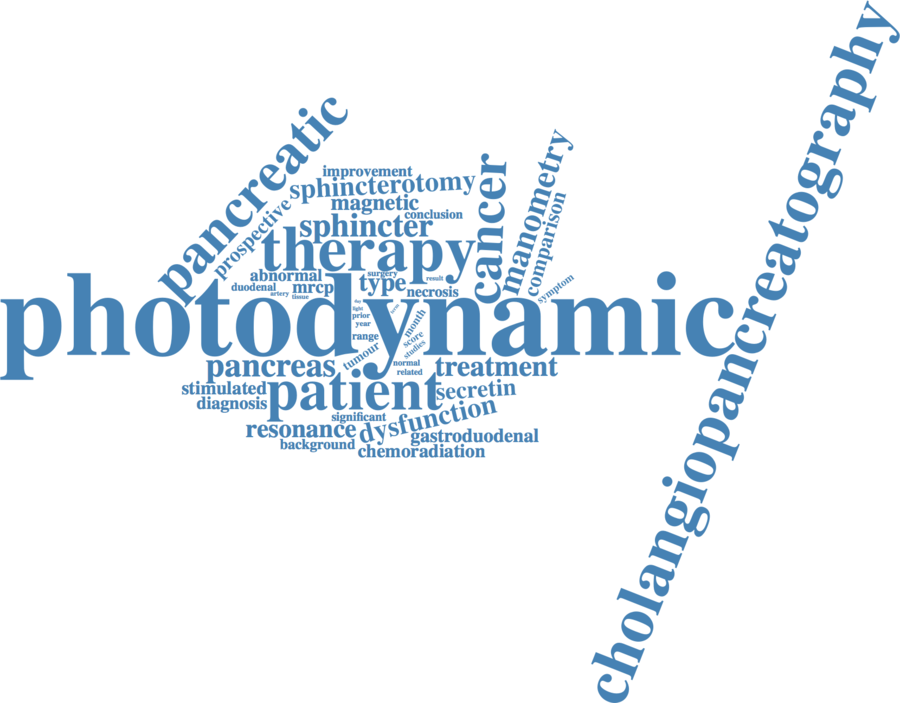 cholangiopancreatography
pancreatic
improvement
sphincterotomy
cancer
manometry
magnetic
prospective
conclusion
comparison
sphincter
therapy
surgery
abnormal
result
type
duodenal
mrcp
necrosis
symptom
artery
tissue
photodynamic
day
light
prior
year
month
range
score
studies
tumour
normal
related
pancreas
treatment
stimulated
patient
secretin
diagnosis
significant
dysfunction
resonance
gastroduodenal
background
chemoradiation